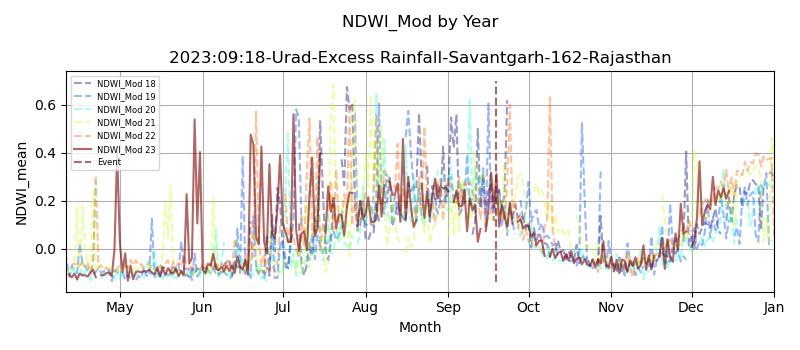 NDWI_Mod by Year
2023:09:18-Urad-Excess Rainfall-Savantgarh-162-Rajasthan
NDWI_mean
0.6
0.4
0.2
0.0
NDWI_Mod 18
NDWI_Mod 19
NDWI_Mod 20
NDWI_Mod 21
NDWI_Mod 22
NDWI_Mod 23
Event
May Jun Jul Aug Sep Oct Nov Dec Jan
Month